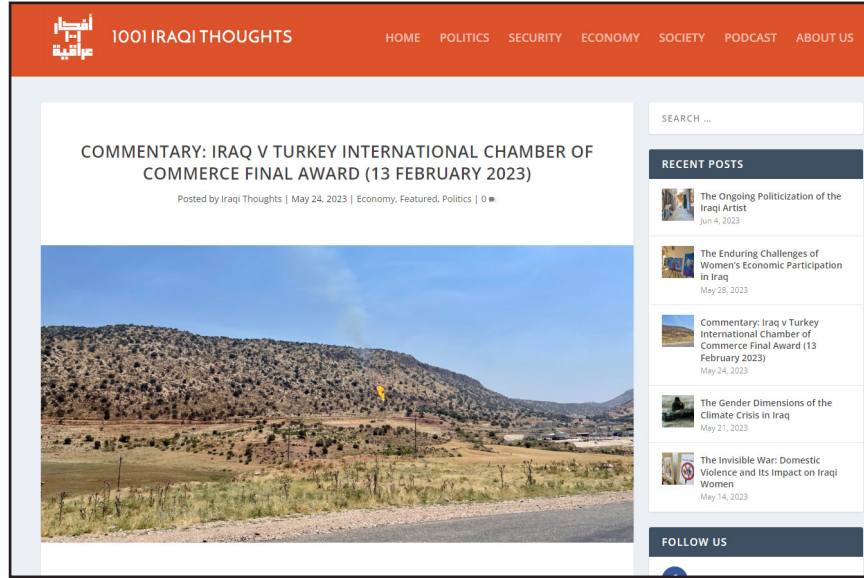 أفكار
١٠٠١
عراقية
1001 IRAQI THOUGHTS
HOME POLITICS SECURITY ECONOMY SOCIETY PODCAST ABOUT US
COMMENTARY: IRAQ V TURKEY INTERNATIONAL CHAMBER OF
COMMERCE FINAL AWARD (13 FEBRUARY 2023)
Posted by Iraqi Thoughts | May 24, 2023 | Economy, Featured, Politics | 0
SEARCH ...
RECENT POSTS
The Ongoing Politicization of the
Iraqi Artist
Jun 4, 2023
The Enduring Challenges of
Women's Economic Participation
in Iraq
May 28, 2023
Commentary: Iraq v Turkey
International Chamber of
Commerce Final Award (13
February 2023)
May 24, 2023
The Gender Dimensions of the
Climate Crisis in Iraq
May 21, 2023
The Invisible War: Domestic
Violence and Its Impact on Iraqi
Women
May 14, 2023
FOLLOW US